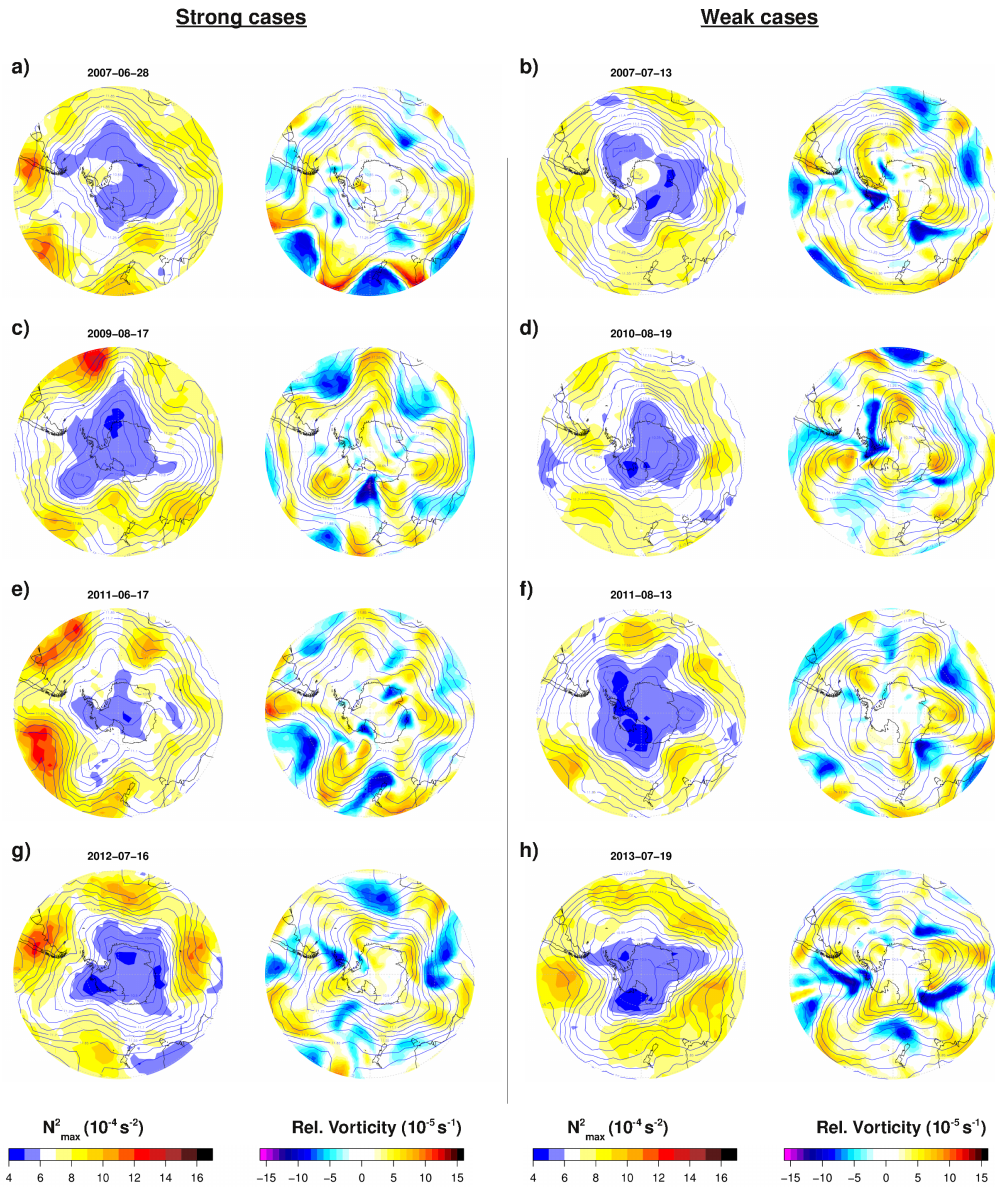 Strong cases
Weak cases
a)
2007-06-28
b)
2007-07-13
c)
2009-08-17
d)
2010-08-19
e)
2011-06-17
f)
2011-08-13
g)
2012-07-16
h)
2013-07-19
N²max (10⁻⁴ s⁻²)
Rel. Vorticity (10⁻⁵ s⁻¹)
N²max (10⁻⁴ s⁻²)
Rel. Vorticity (10⁻⁵ s⁻¹)
4 6 8 10 12 14 16
−15 −10 −5 0 5 10 15
4 6 8 10 12 14 16
−15 −10 −5 0 5 10 15